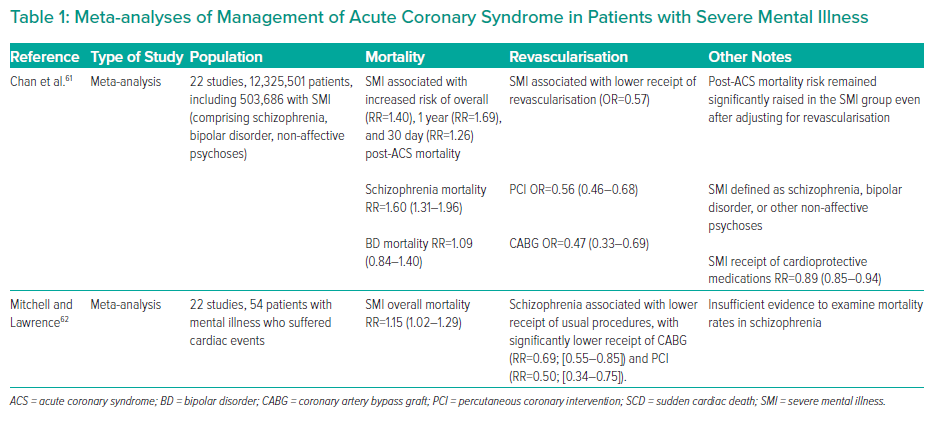 Table 1: Meta-analyses of Management of Acute Coronary Syndrome in Patients with Severe Mental Illness
Reference Type of Study Population Mortality Revascularisation Other Notes
Chan et al.61
Meta-analysis
22 studies, 12,325,501 patients,
including 503,686 with SMI
(comprising schizophrenia,
bipolar disorder, non-affective
psychoses)
SMI associated with
increased risk of overall
(RR=1.40), 1 year (RR=1.69),
and 30 day (RR=1.26)
post-ACS mortality
SMI associated with lower receipt of
revascularisation (OR=0.57)
Post-ACS mortality risk remained
significantly raised in the SMI group even
after adjusting for revascularisation
Schizophrenia mortality
RR=1.60 (1.31–1.96)
PCI OR=0.56 (0.46–0.68)
SMI defined as schizophrenia, bipolar
disorder, or other non-affective
psychoses
BD mortality RR=1.09
(0.84–1.40)
CABG OR=0.47 (0.33–0.69)
SMI receipt of cardioprotective
medications RR=0.89 (0.85–0.94)
Mitchell and
Lawrence62
Meta-analysis
22 studies, 54 patients with
mental illness who suffered
cardiac events
SMI overall mortality
RR=1.15 (1.02–1.29)
Schizophrenia associated with lower
receipt of usual procedures, with
significantly lower receipt of CABG
(RR=0.69; [0.55–0.85]) and PCI
(RR=0.50; [0.34–0.75]).
Insufficient evidence to examine mortality
rates in schizophrenia
ACS = acute coronary syndrome; BD = bipolar disorder; CABG = coronary artery bypass graft; PCI = percutaneous coronary intervention; SCD = sudden cardiac death; SMI = severe mental illness.